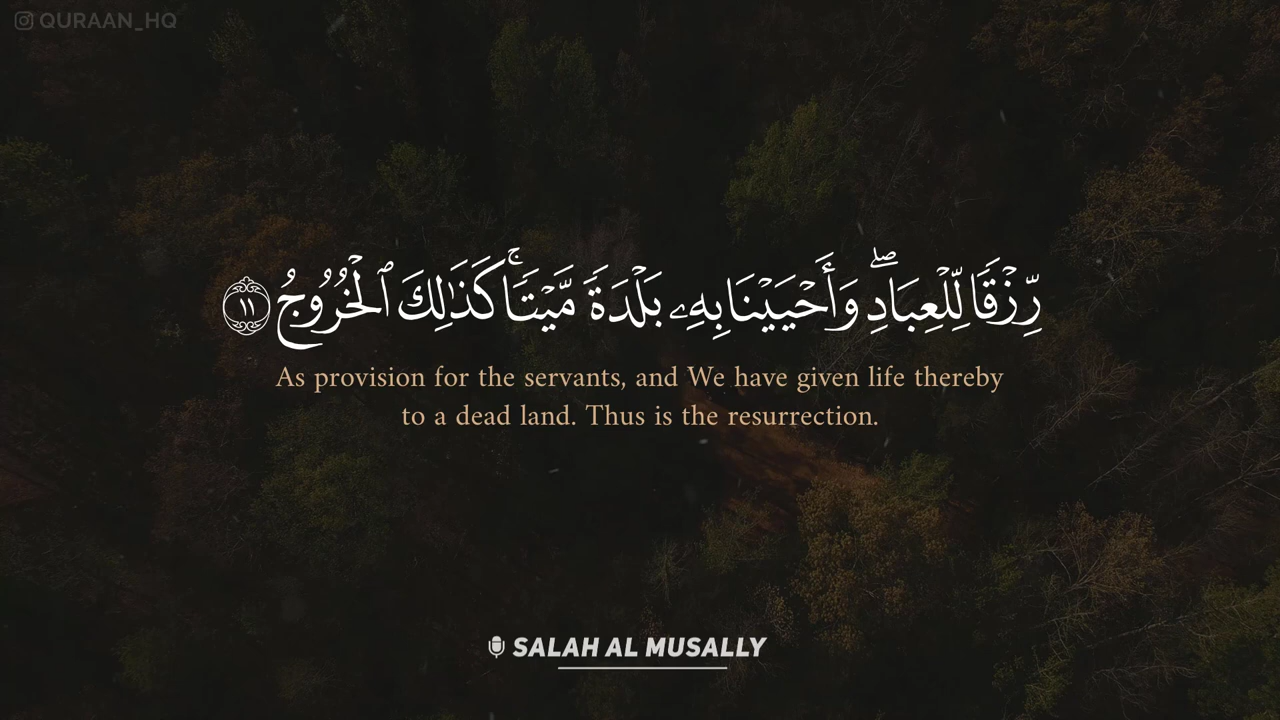 QURAAN_HQ
رِّزْقًا لِّلْعِبَادِ ۖ وَأَحْيَيْنَا بِهِۦ بَلْدَةً مَّيْتًا ۚ كَذَٰلِكَ ٱلْخُرُوجُ ١١
As provision for the servants, and We have given life thereby
to a dead land. Thus is the resurrection.
SALAH AL MUSALLY